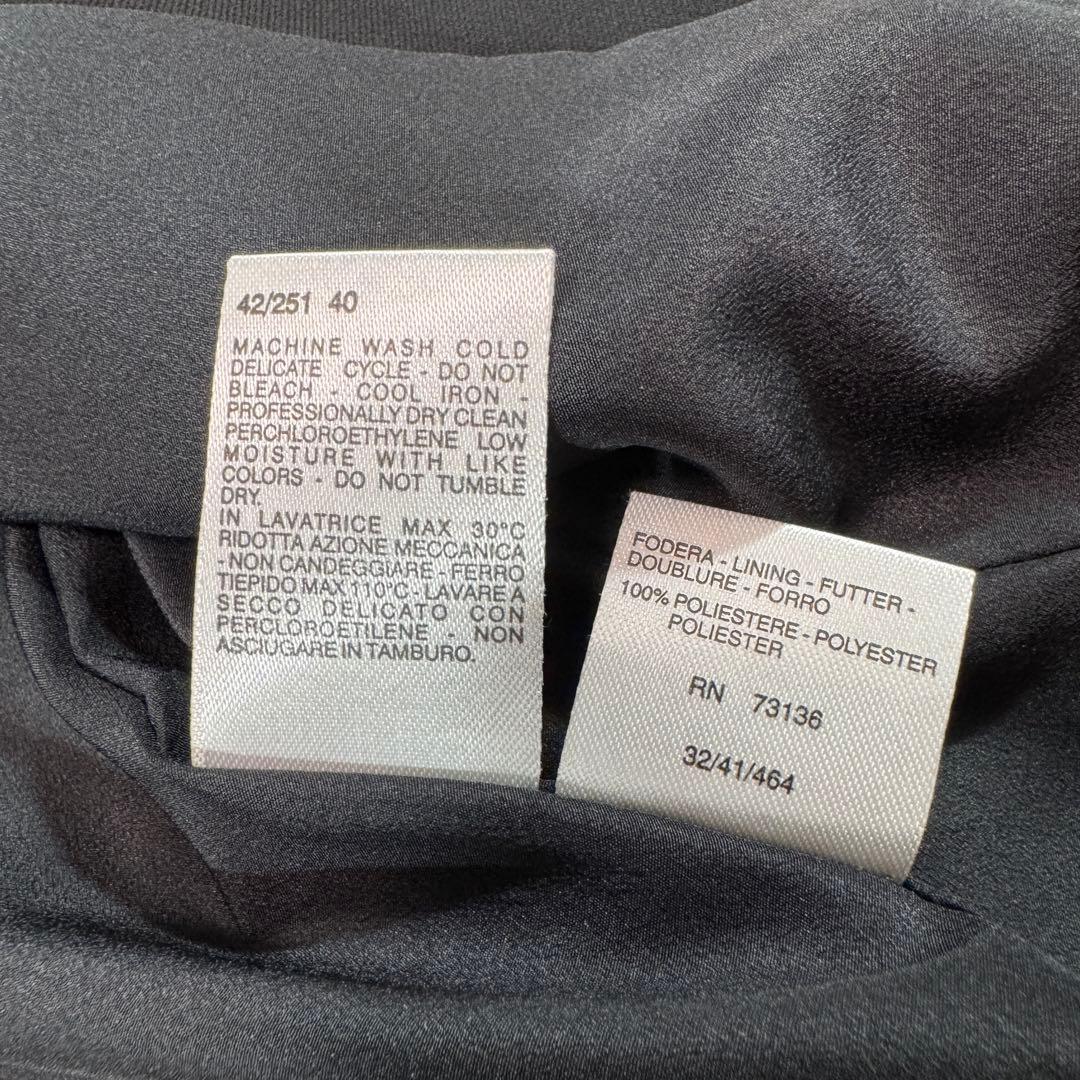 42/251 40
MACHINE WASH COLD
DELICATE CYCLE - DO NOT
BLEACH COOL IRON -
PROFESSIONALLY DRY CLEAN
PERCHLOROETHYLENE LOW
MOISTURE WITH LIKE
COLORS - DO NOT TUMBLE
DRY.
IN LAVATRICE MAX 30°C
RIDOTTA AZIONE MECCANICA
- NON CANDEGGIARE - FERRO
TIEPIDO MAX 110°C - LAVARE A
SECCO DELICATO CON
PERCLOROETILENE - NON
ASCIUGARE IN TAMBURO.
FODERA - LINING - FUTTER -
DOUBLURE - FORRO
100% POLIESTERE - POLYESTER
POLIESTER
RN 73136
32/41/464